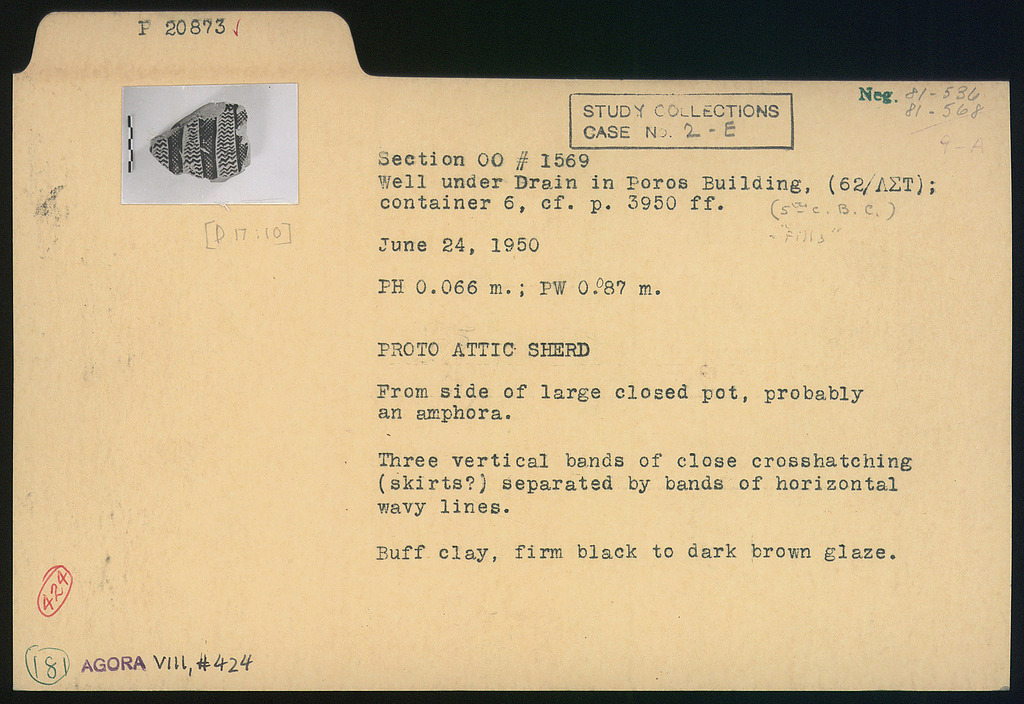 P 20873 ✓
Neg. 81-536
81-568
9-A
STUDY COLLECTIONS
CASE No. 2-E
Section OO # 1569
Well under Drain in Poros Building, (62/ΛΣΤ);
container 6, cf. p. 3950 ff.
(5th c. B.C.)
- "Fills"
[D 17:10]
June 24, 1950
PH 0.066 m.; PW 0.087 m.
PROTO ATTIC SHERD
From side of large closed pot, probably
an amphora.
Three vertical bands of close crosshatching
(skirts?) separated by bands of horizontal
wavy lines.
Buff clay, firm black to dark brown glaze.
424
181
AGORA VIII, #424